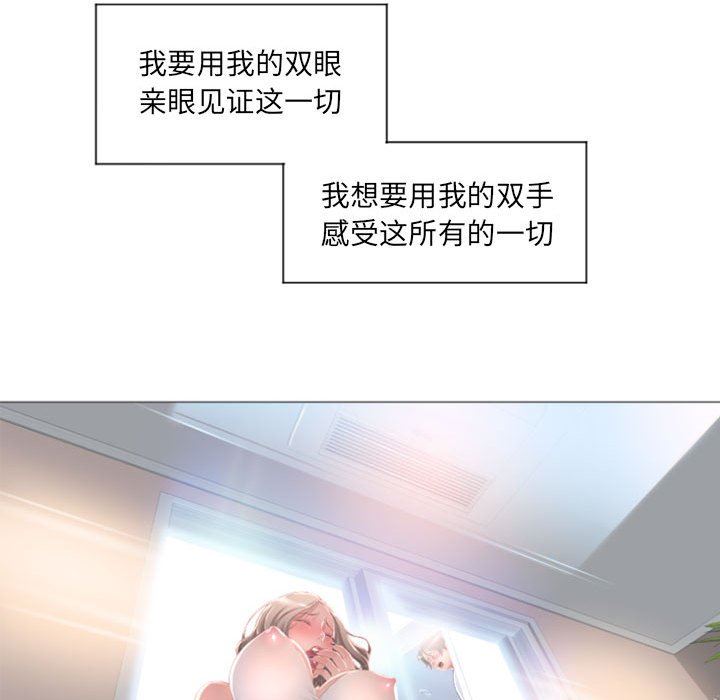 我要用我的双眼
亲眼见证这一切
我想要用我的双手
感受这所有的一切